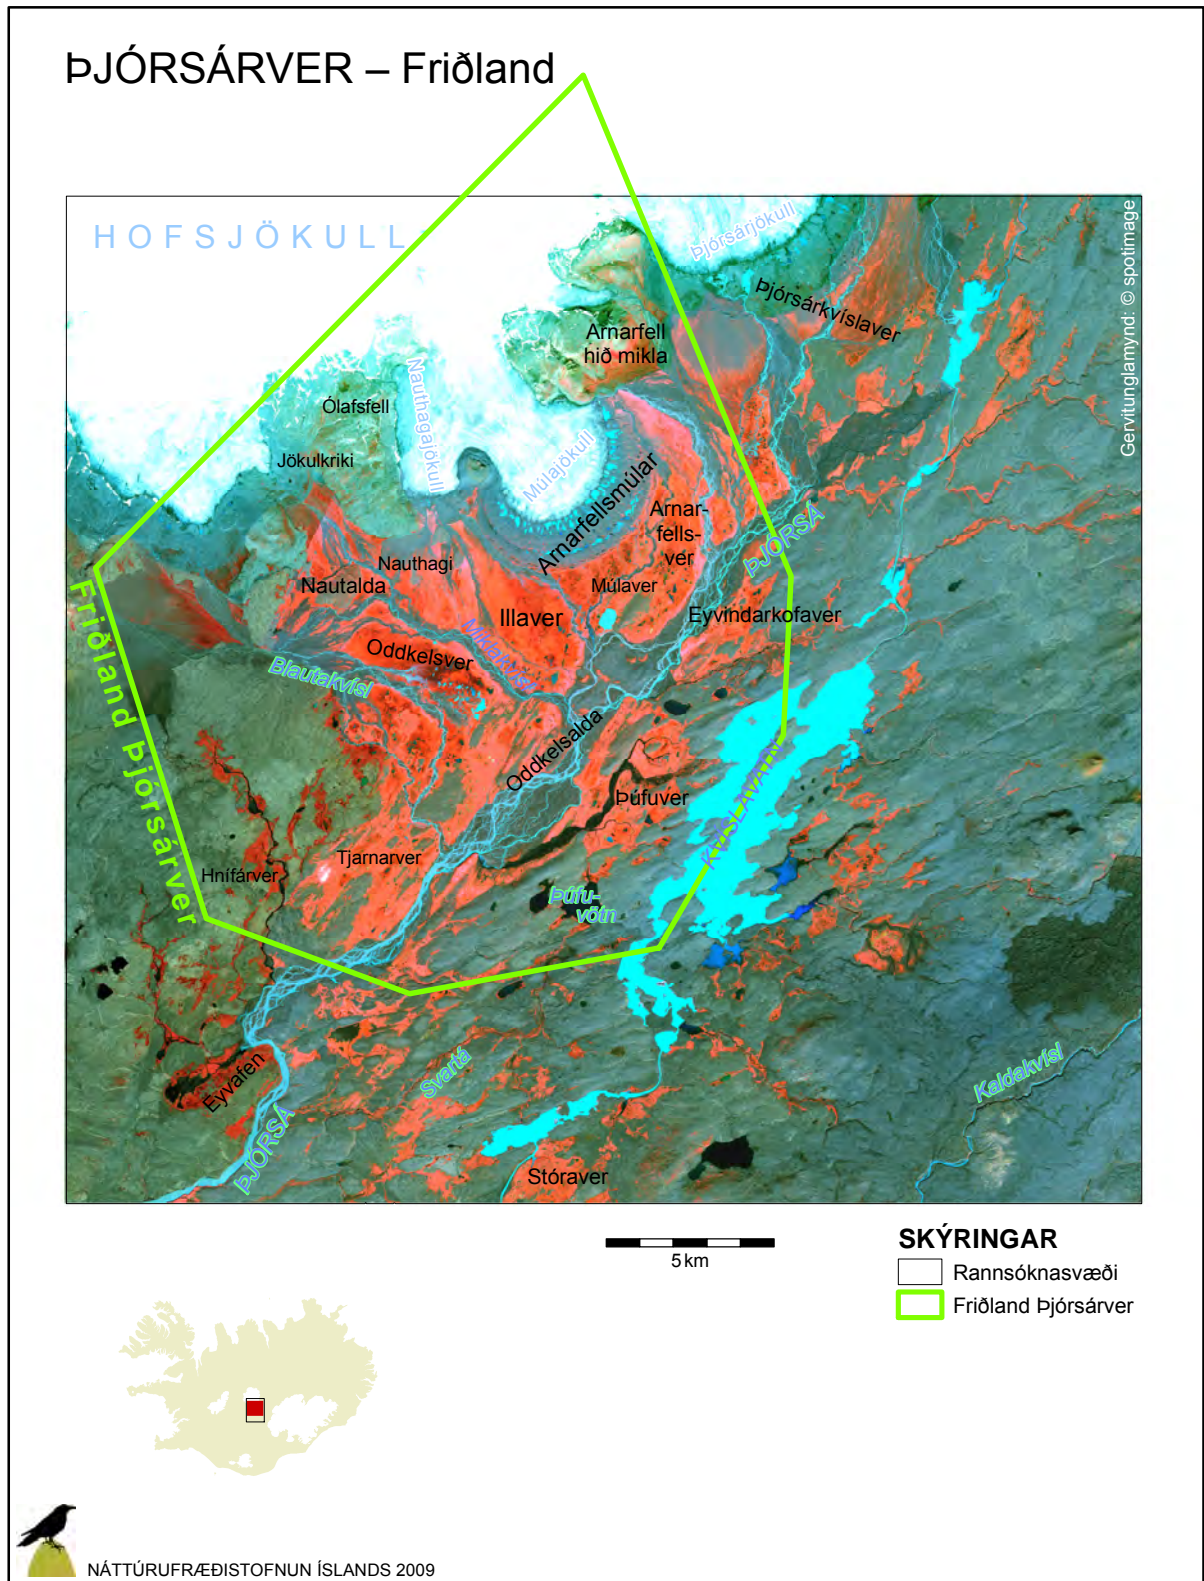 ÞJÓRSÁRVER – Friðland
HOFSJÖKULL
Þjórsárjökull
Gervitunglamynd: © spotimage
Þjórsárkvíslaver
Arnarfell
hið mikla
Ólafsfell
Nauthagajökull
Jökulkriki
Múlajökull
Arnarfellsmúlar
Arnar-
fells-
ver
ÞJÓRSÁ
Nauthagi
Nautalda
Múlaver
Illaver
Eyvindarkofaver
Miklakvísl
Oddkelsver
Blautakvísl
Friðland Þjórsárver
Oddkelsalda
KVÍSLAVATN
Þúfuver
Tjarnarver
Hnífárver
Þúfu-
vötn
Eyvafen
Svartá
Kaldakvísl
ÞJÓRSÁ
Stóraver
5 km
SKÝRINGAR
Rannsóknasvæði
Friðland Þjórsárver
NÁTTÚRUFRÆÐISTOFNUN ÍSLANDS 2009